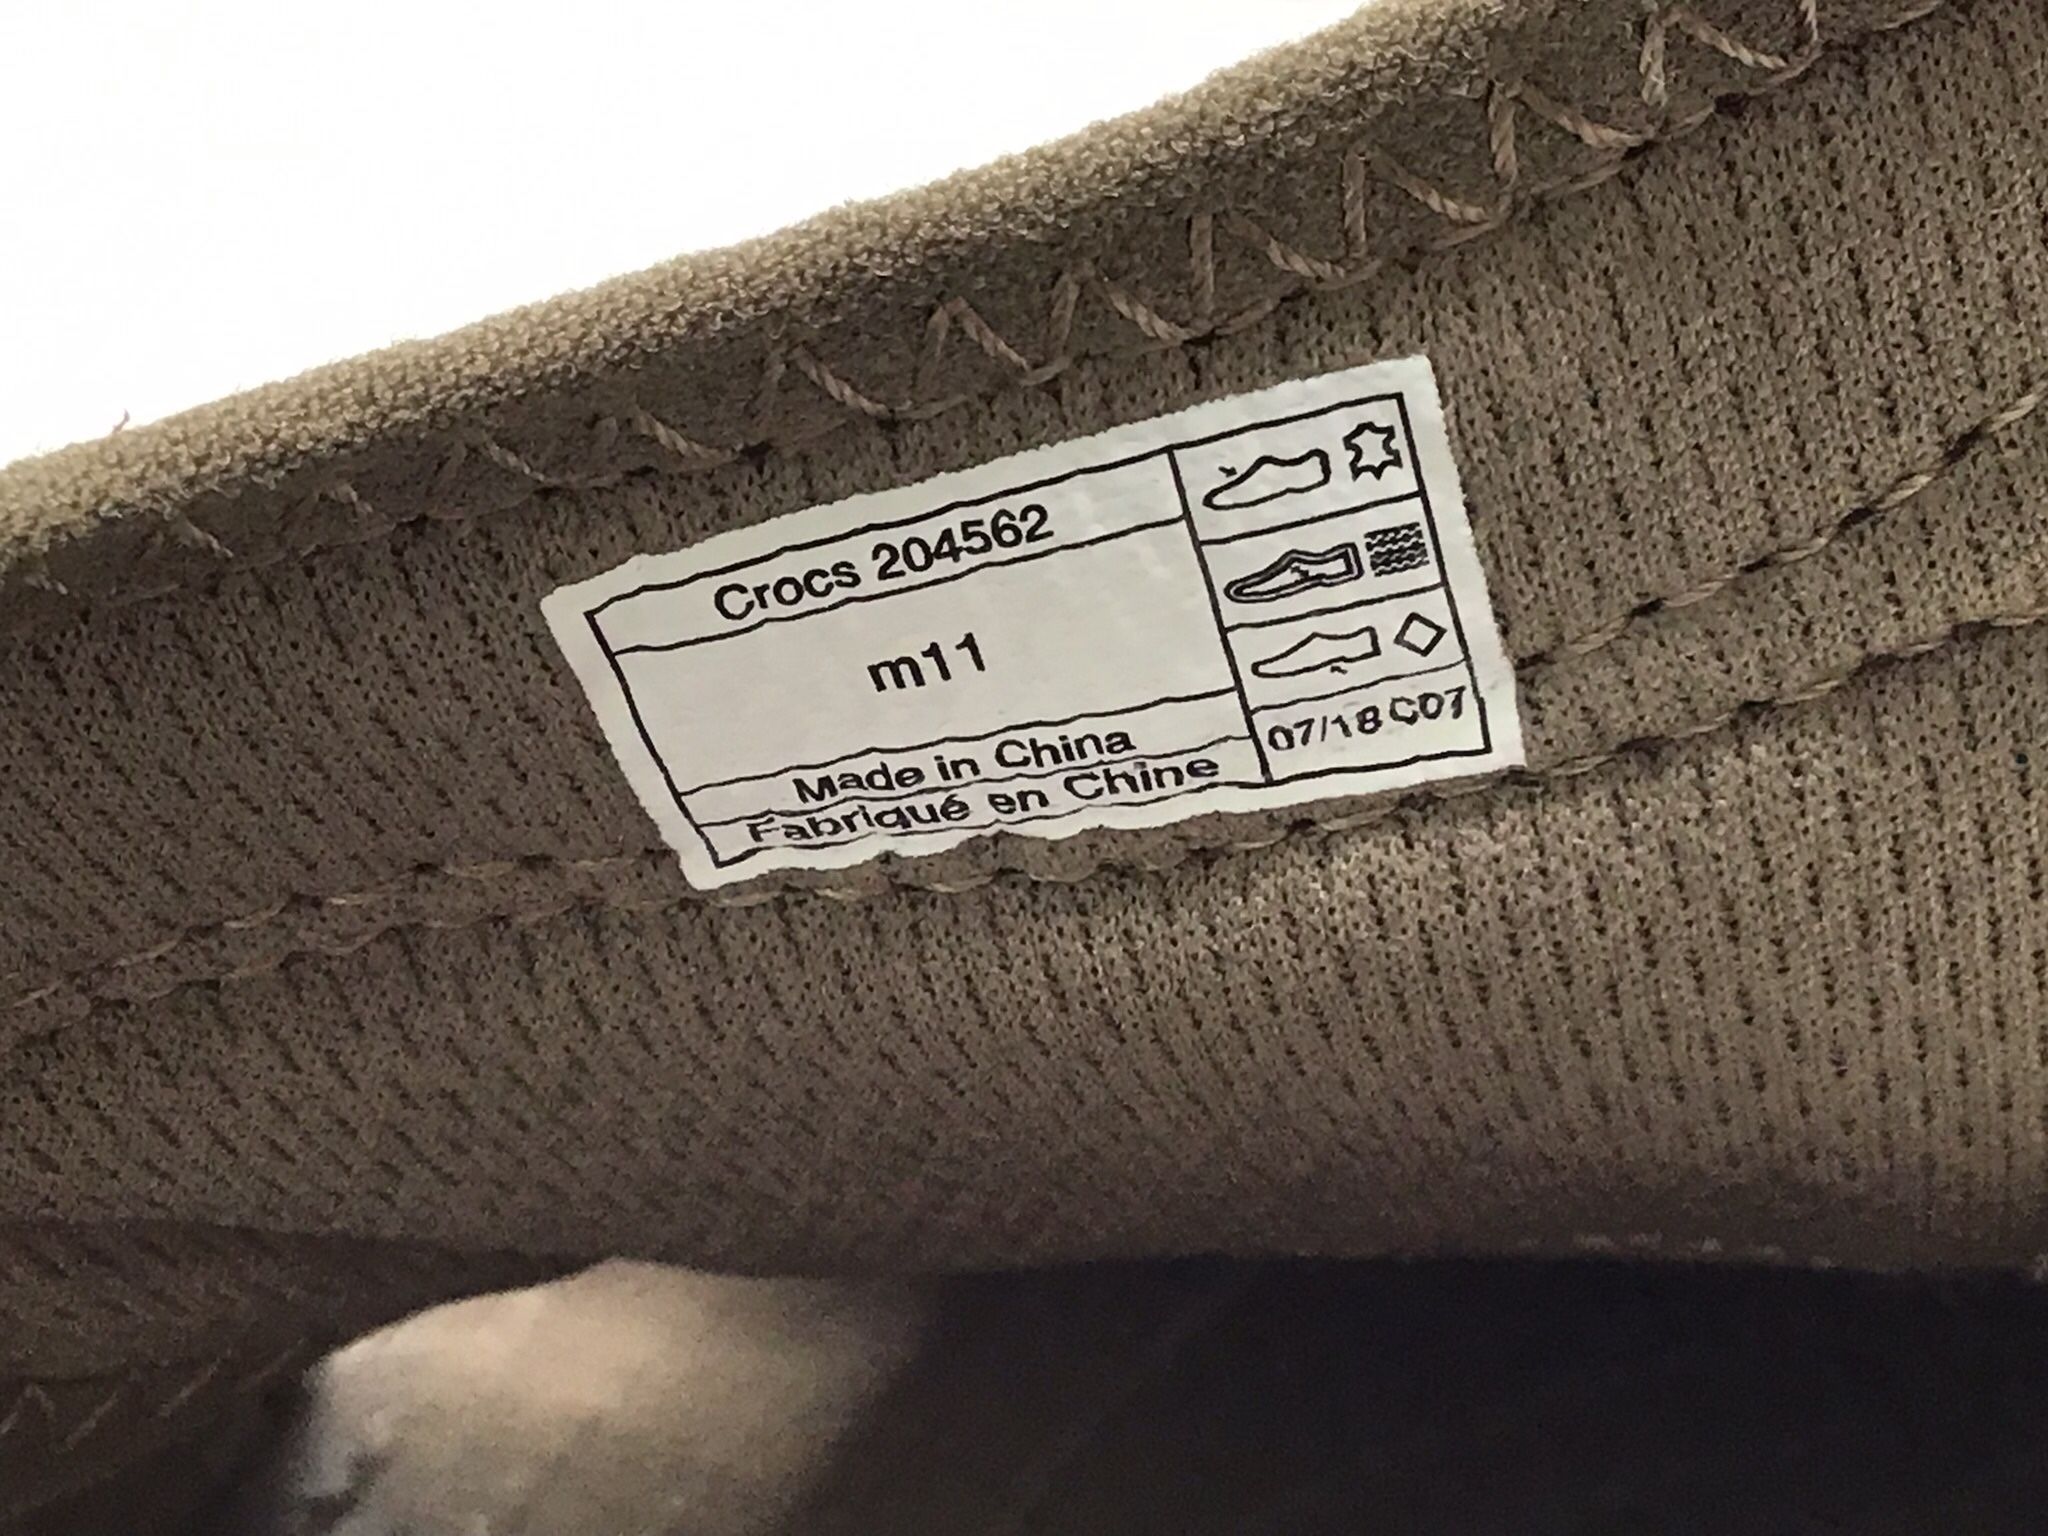 Crocs 204562
m11
Made in China
Fabriqué en Chine
07/18 C07